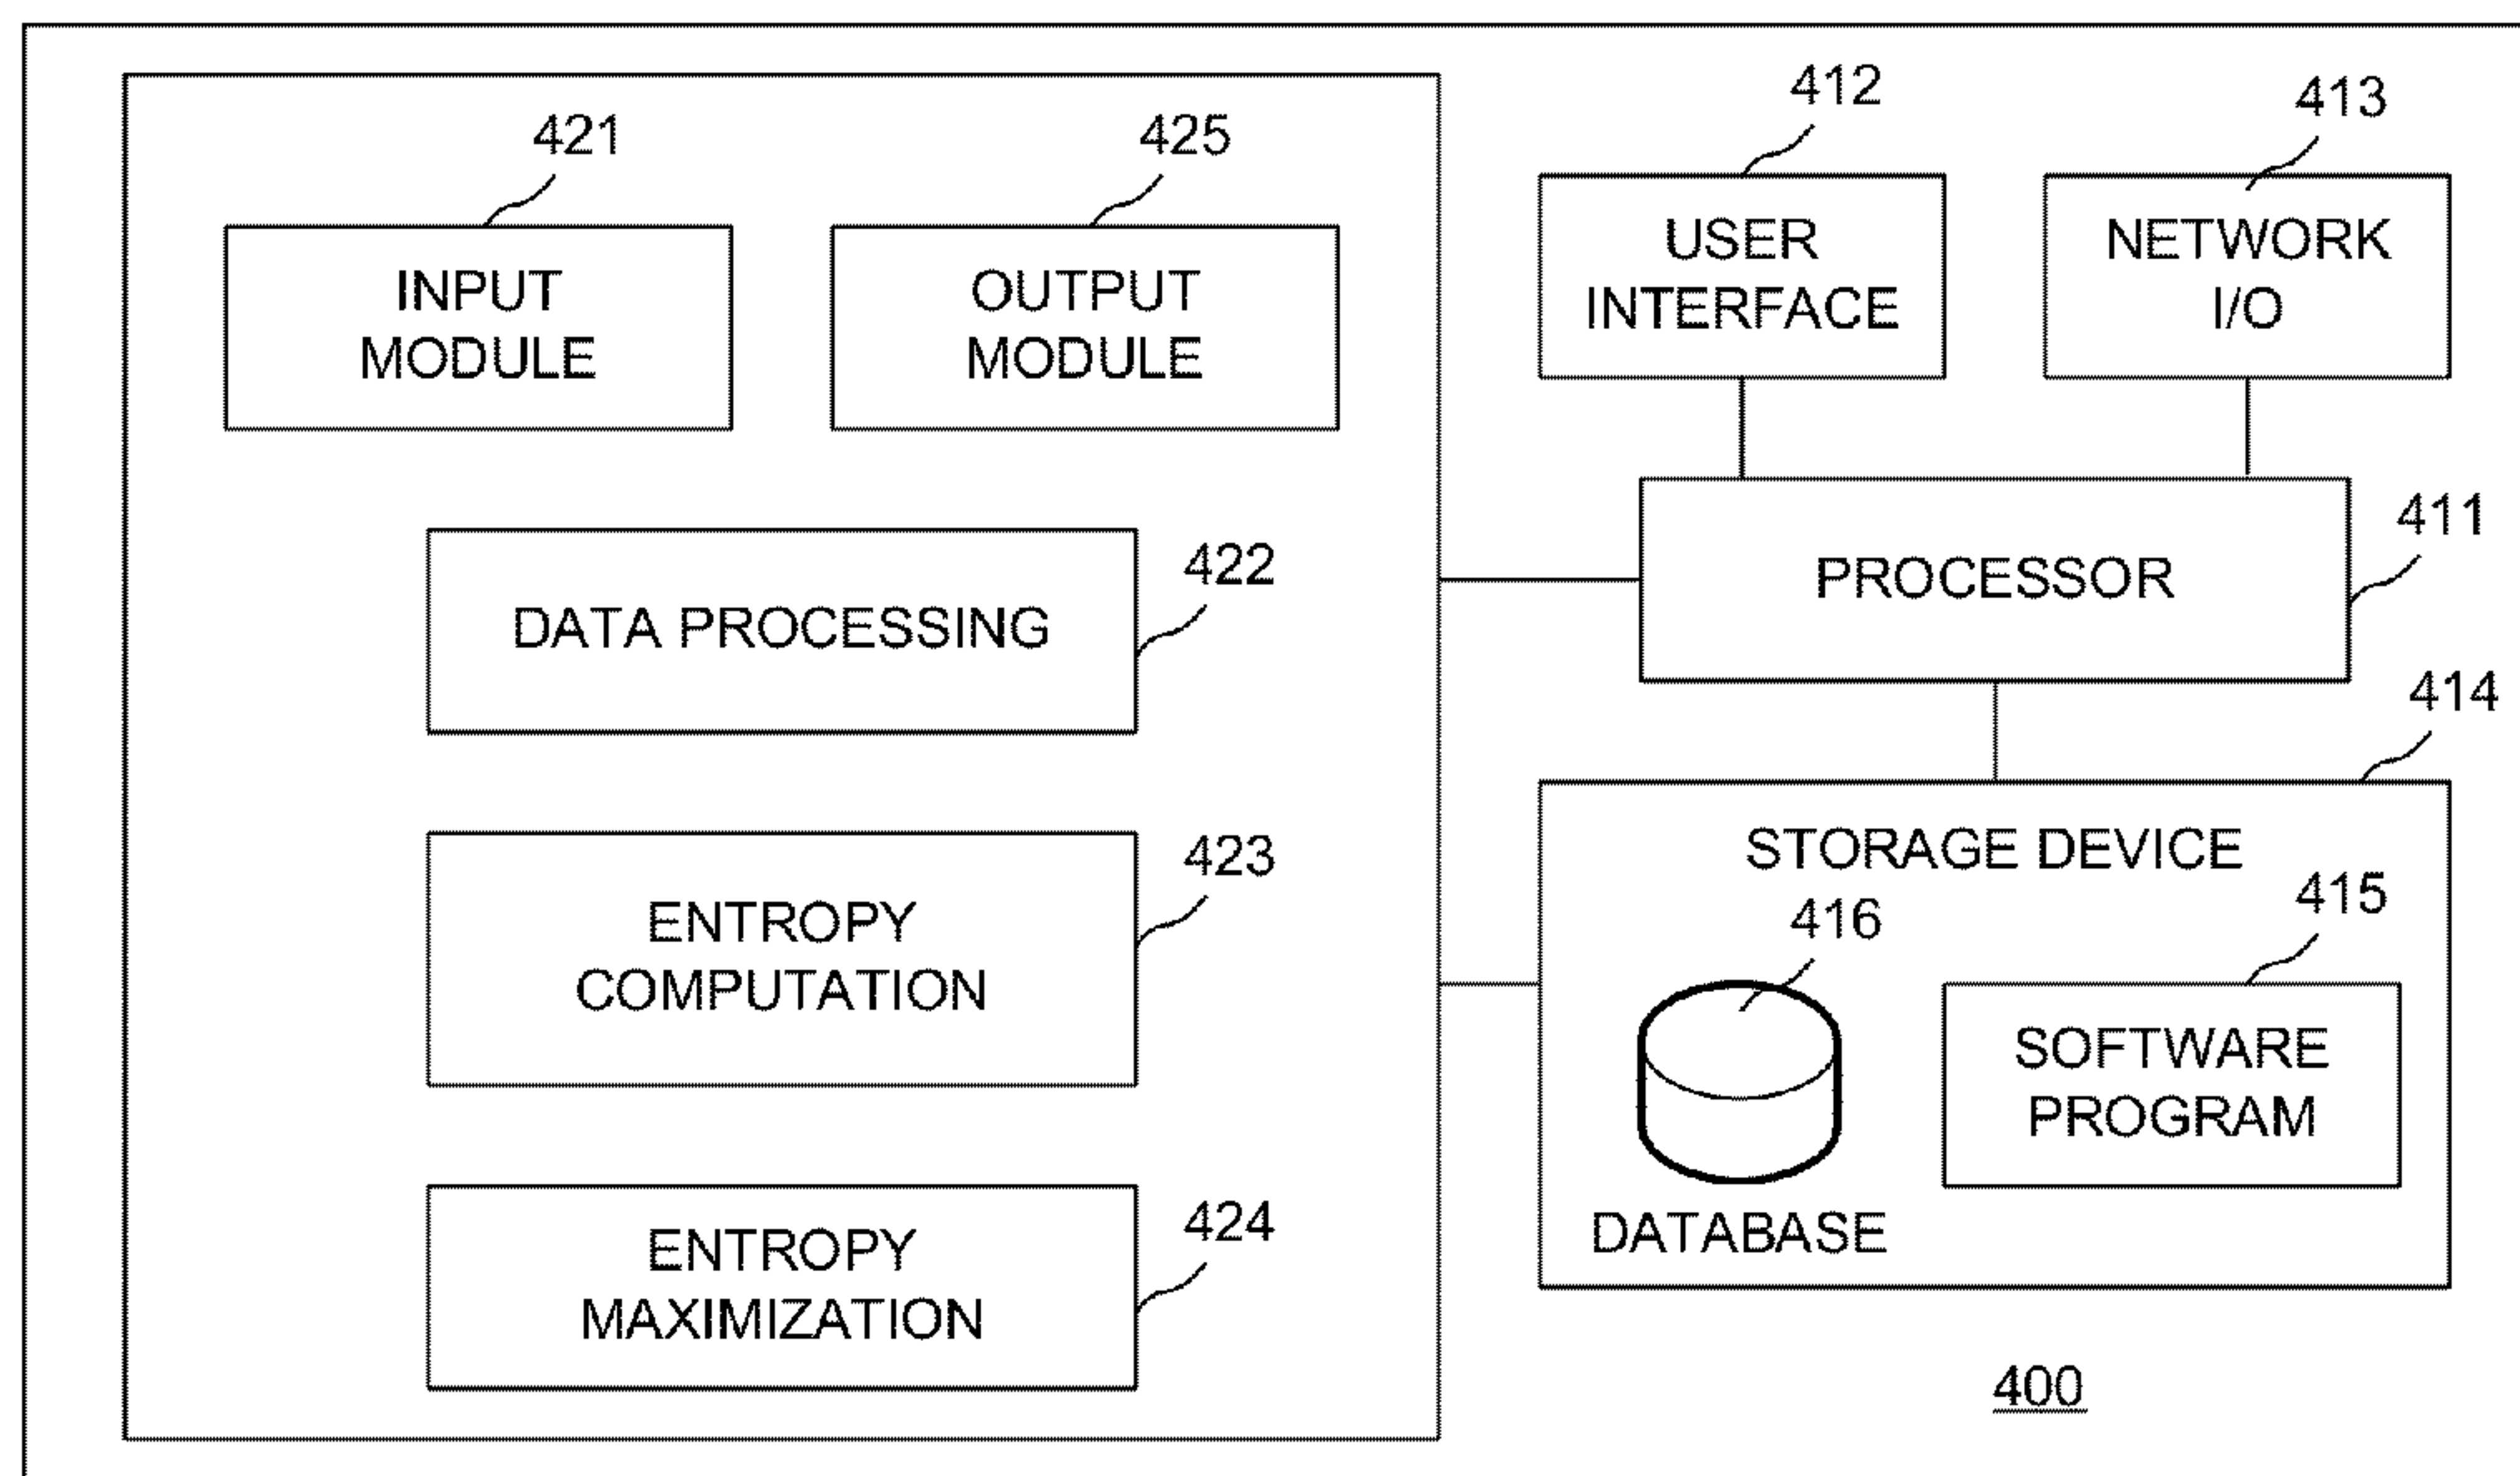 421
INPUT
MODULE
425
OUTPUT
MODULE
422
DATA PROCESSING
423
ENTROPY
COMPUTATION
424
ENTROPY
MAXIMIZATION
412
USER
INTERFACE
413
NETWORK
I/O
411
PROCESSOR
414
STORAGE DEVICE
416
DATABASE
415
SOFTWARE
PROGRAM
400